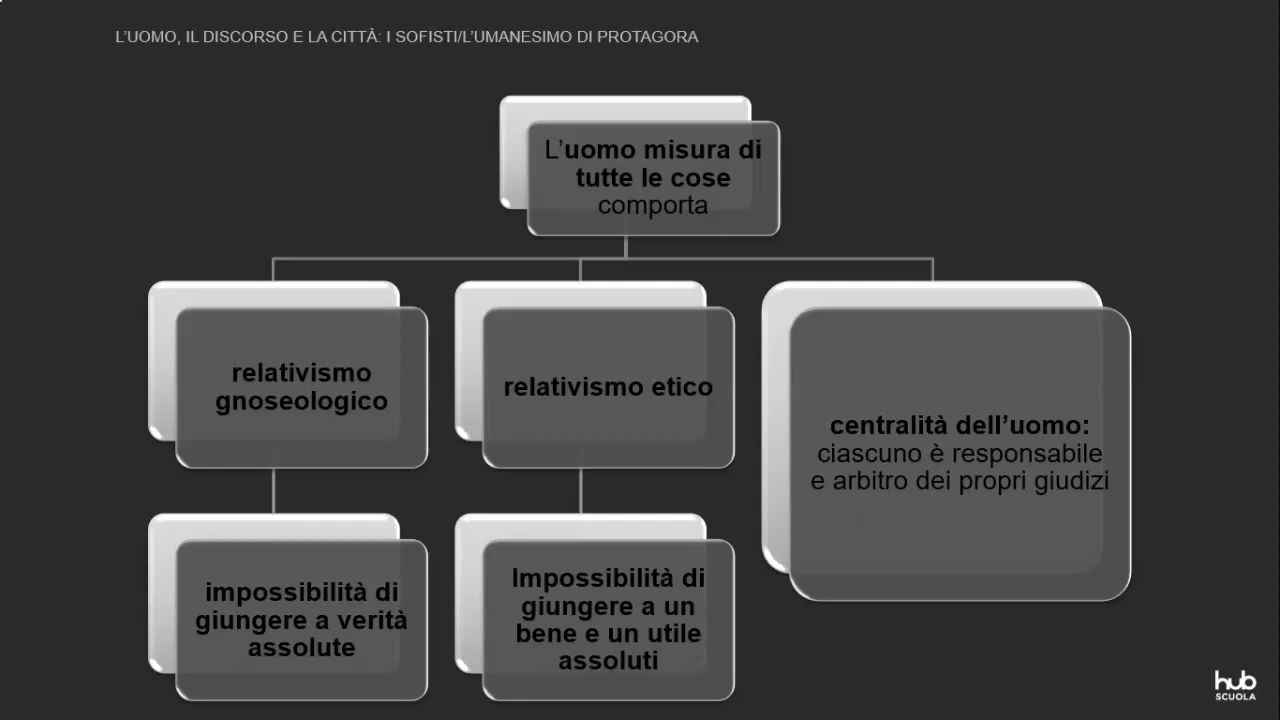 L'UOMO, IL DISCORSO E LA CITTÀ: I SOFISTI/L'UMANESIMO DI PROTAGORA
L'uomo misura di
tutte le cose
comporta
relativismo
gnoseologico
relativismo etico
centralità dell'uomo:
ciascuno è responsabile
e arbitro dei propri giudizi
impossibilità di
giungere a verità
assolute
Impossibilità di
giungere a un
bene e un utile
assoluti
hub
SCUOLA